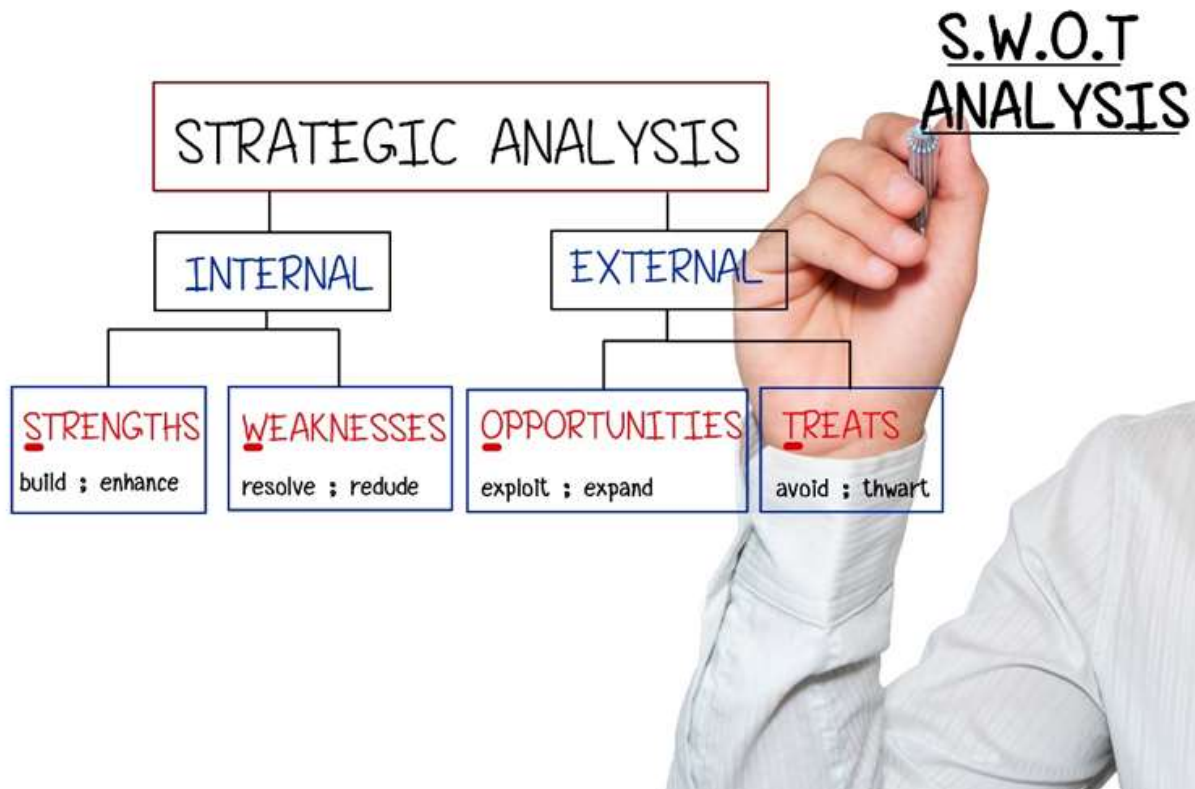 S.W.O.T
ANALYSIS
STRATEGIC ANALYSIS
INTERNAL
EXTERNAL
STRENGTHS
build ; enhance
WEAKNESSES
resolve ; redude
OPPORTUNITIES
exploit ; expand
TREATS
avoid ; thwart